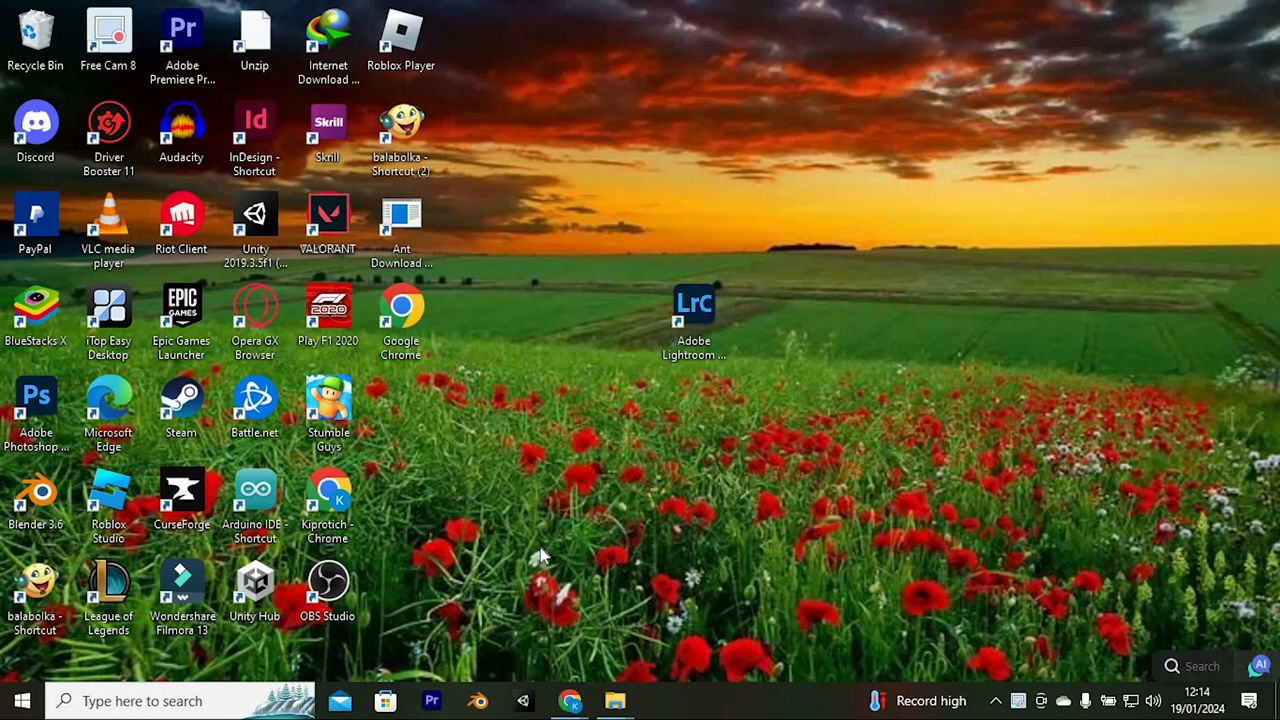 Recycle Bin
Free Cam 8
Pr
Adobe
Premiere Pr...
Unzip
Internet
Download ...
Roblox Player
Discord
Driver
Booster 11
Audacity
Id
InDesign -
Shortcut
Skrill
Skrill
balabolka -
Shortcut (2)
PayPal
VLC media
player
Riot Client
Unity
2019.3.5f1 (...
VALORANT
Ant
Download ...
BlueStacks X
iTop Easy
Desktop
EPIC
GAMES
Epic Games
Launcher
Opera GX
Browser
F1 2020
Play F1 2020
Google
Chrome
LrC
Adobe
Lightroom ...
Ps
Adobe
Photoshop ...
Microsoft
Edge
Steam
Battle.net
Stumble
Guys
Blender 3.6
Roblox
Studio
CurseForge
Arduino IDE -
Shortcut
K
Kiprotich -
Chrome
balabolka -
Shortcut
League of
Legends
Wondershare
Filmora 13
Unity Hub
OBS Studio
Search
AI
Type here to search
Pr
K
Record high
12:14
19/01/2024